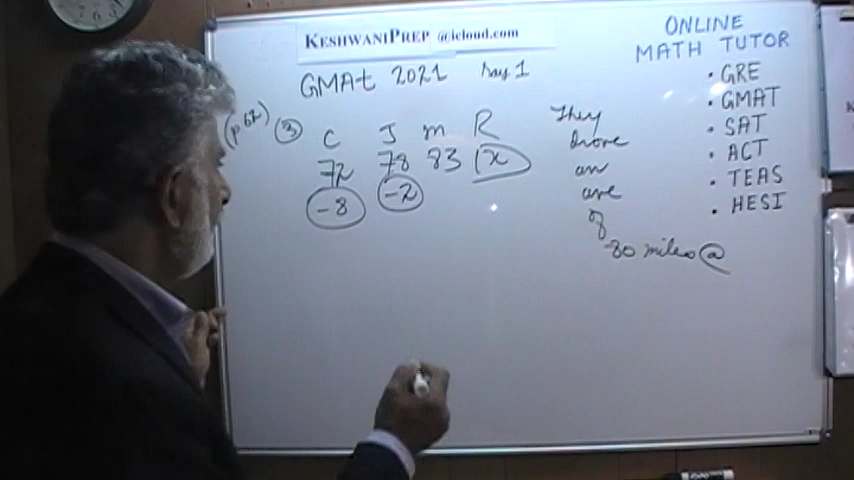 KESHWANIPREP @icloud.com
GMAt 2021 Day 1
(p 62) ③ C J m R
72 78 83 x
-8 -2
They
drove
an
ave
of
80 miles @
ONLINE
MATH TUTOR
• GRE
• GMAT
• SAT
• ACT
• TEAS
• HESI